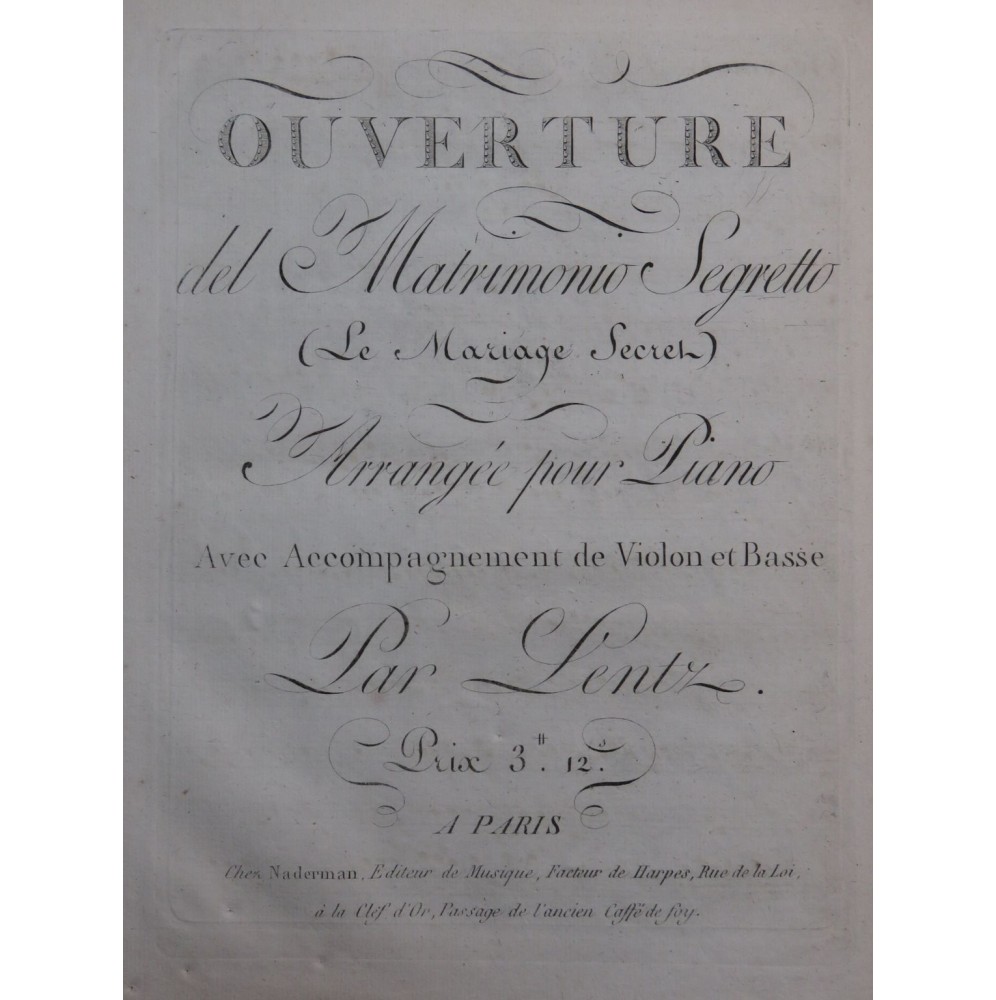 OUVERTURE
del Matrimonio Segretto
(Le Mariage Secret)
Arrangée pour Piano
Avec Accompagnement de Violon et Basse
Par Lentz.
Prix 3.# 12.s
A PARIS
Chez Naderman, Editeur de Musique, Facteur de Harpes, Rue de la Loi,
à la Clef d'Or, Passage de l'ancien Caffé de foy.